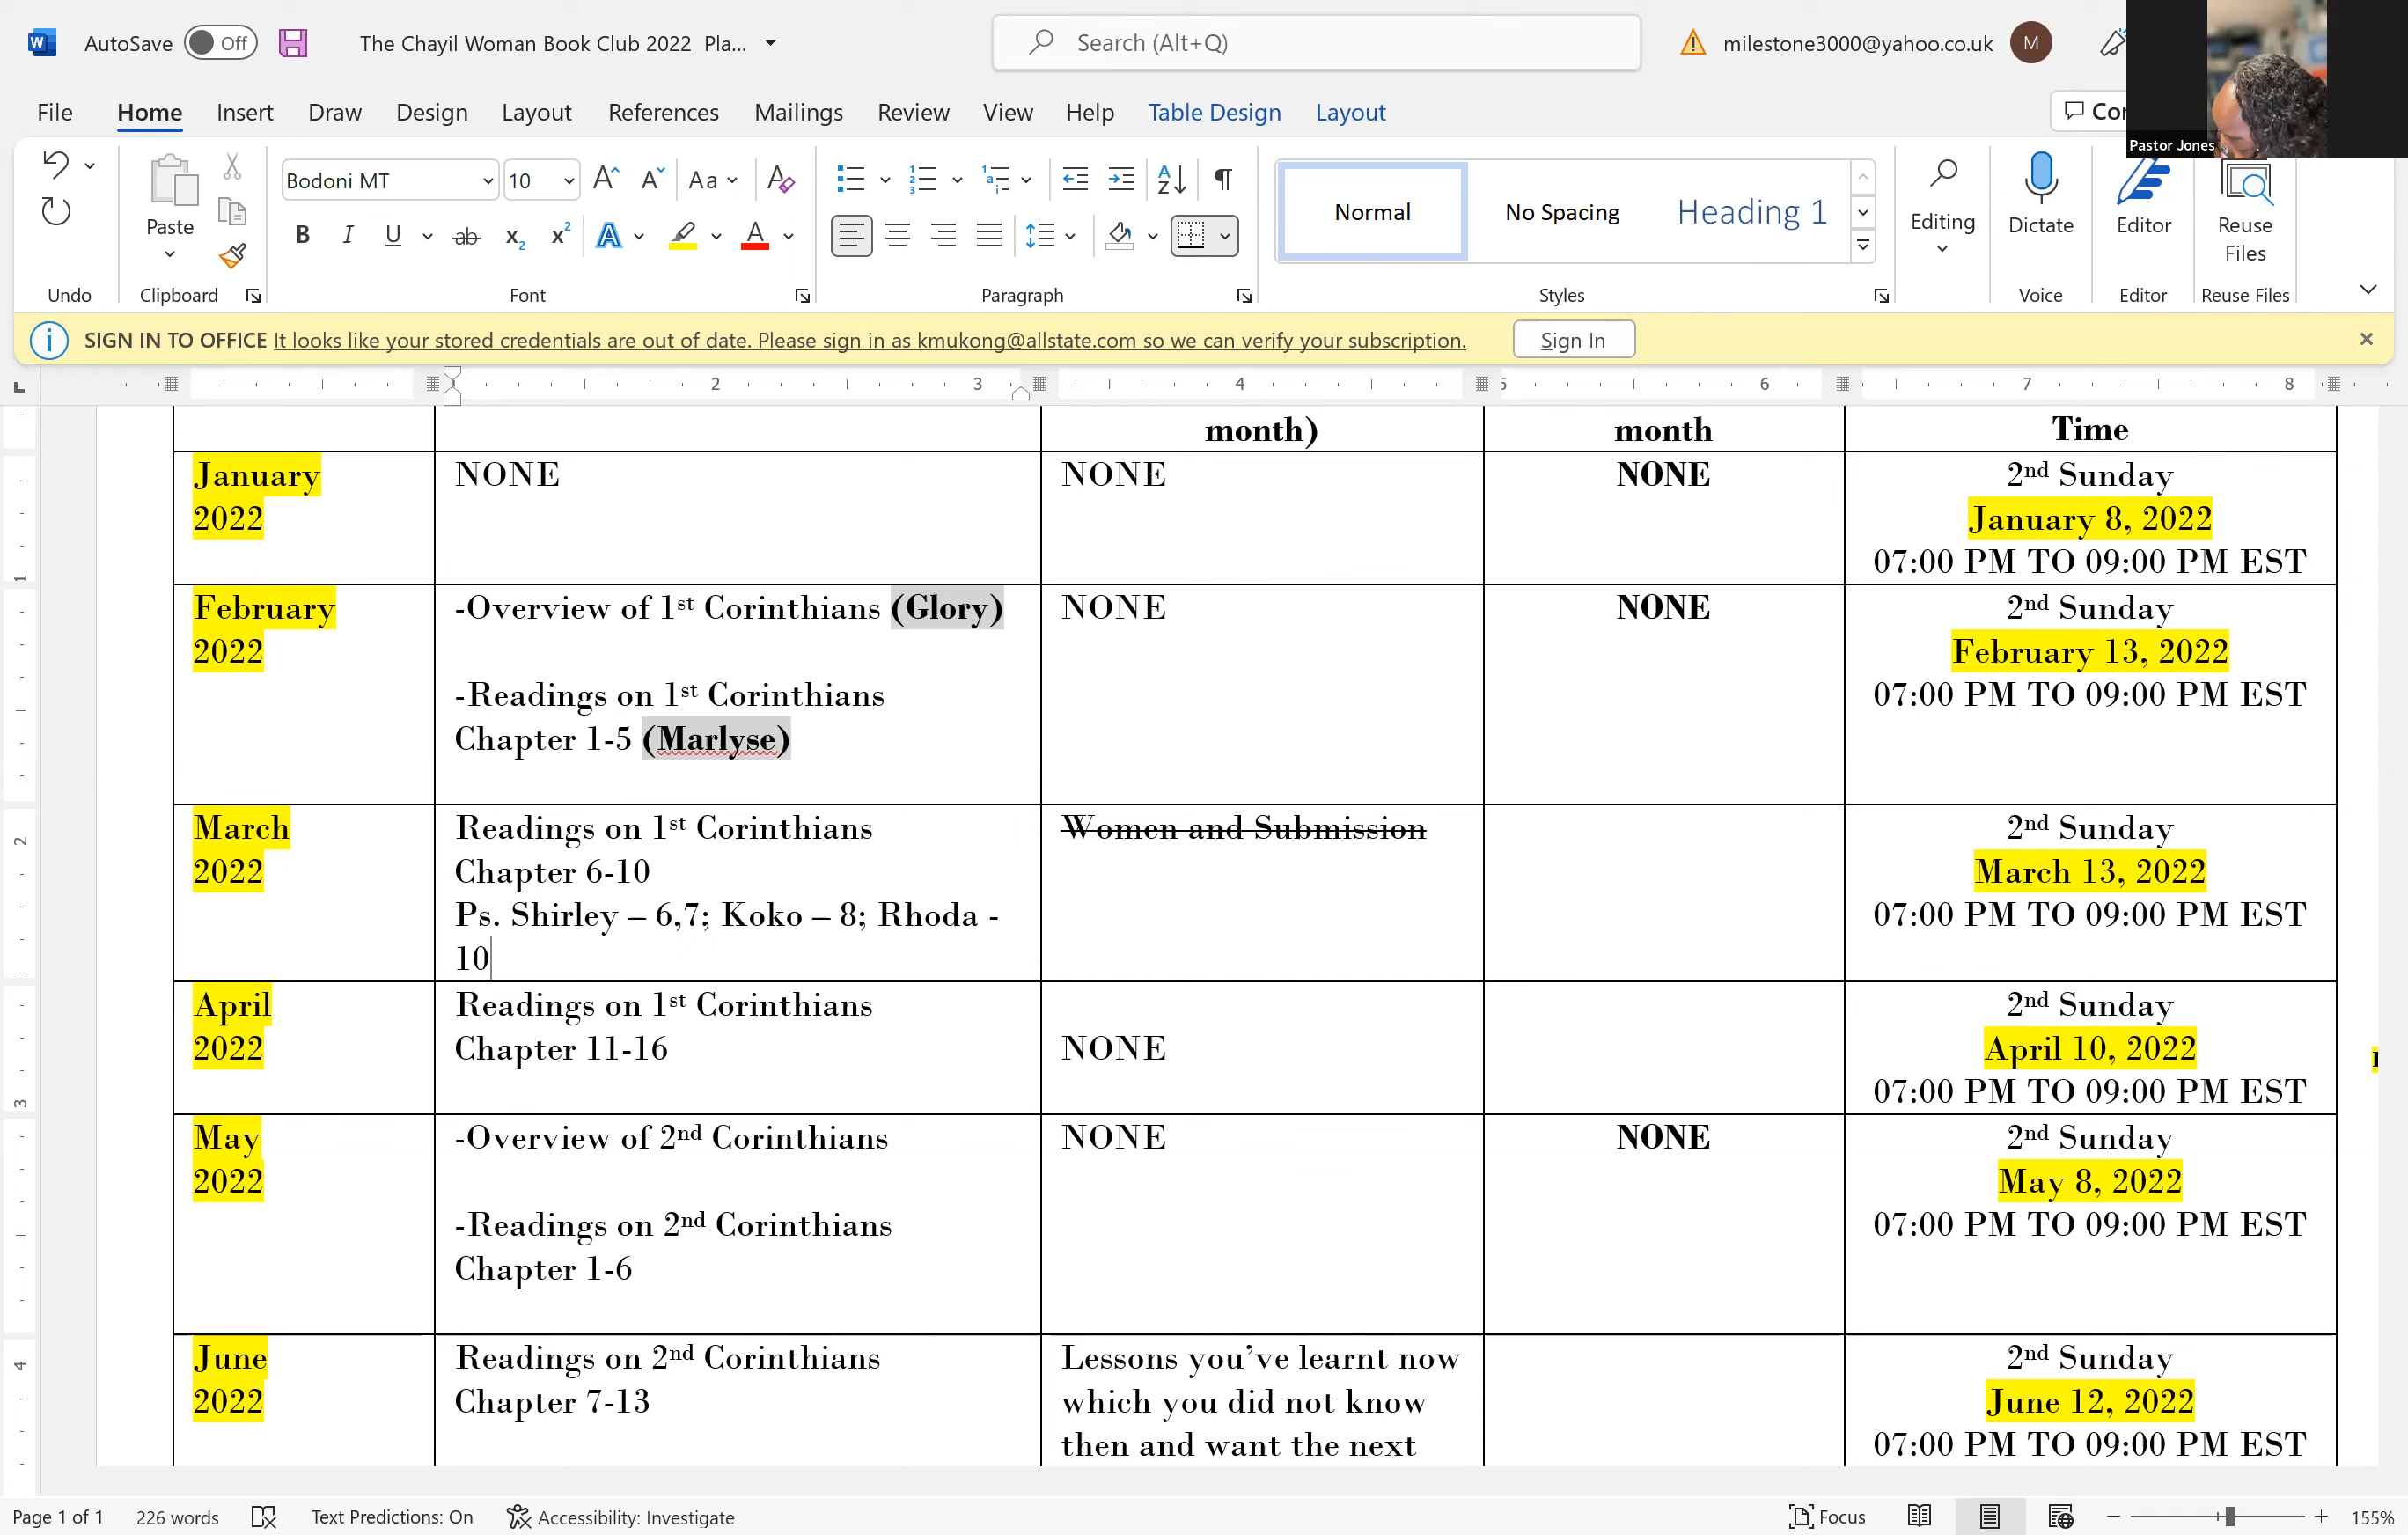 AutoSave Off The Chayil Woman Book Club 2022 Pla... Search (Alt+Q) milestone3000@yahoo.co.uk M
File Home Insert Draw Design Layout References Mailings Review View Help Table Design Layout
Pastor Jones
Paste
Bodoni MT 10 Aa
B I U ab x2 x2 A A
Normal No Spacing Heading 1
Editing Dictate Editor Reuse Files
Undo Clipboard Font Paragraph Styles Voice Editor Reuse Files
SIGN IN TO OFFICE It looks like your stored credentials are out of date. Please sign in as kmukong@allstate.com so we can verify your subscription. Sign In
2 3 4 5 6 7 8
month) month Time
January 2022
NONE
NONE
NONE
2nd Sunday
January 8, 2022
07:00 PM TO 09:00 PM EST
February 2022
-Overview of 1st Corinthians (Glory)
-Readings on 1st Corinthians
Chapter 1-5 (Marlyse)
NONE
NONE
2nd Sunday
February 13, 2022
07:00 PM TO 09:00 PM EST
March 2022
Readings on 1st Corinthians
Chapter 6-10
Ps. Shirley – 6,7; Koko – 8; Rhoda -
10
Women and Submission
2nd Sunday
March 13, 2022
07:00 PM TO 09:00 PM EST
April 2022
Readings on 1st Corinthians
Chapter 11-16
NONE
2nd Sunday
April 10, 2022
07:00 PM TO 09:00 PM EST
May 2022
-Overview of 2nd Corinthians
-Readings on 2nd Corinthians
Chapter 1-6
NONE
NONE
2nd Sunday
May 8, 2022
07:00 PM TO 09:00 PM EST
June 2022
Readings on 2nd Corinthians
Chapter 7-13
Lessons you've learnt now
which you did not know
then and want the next
2nd Sunday
June 12, 2022
07:00 PM TO 09:00 PM EST
Page 1 of 1 226 words Text Predictions: On Accessibility: Investigate Focus 155%